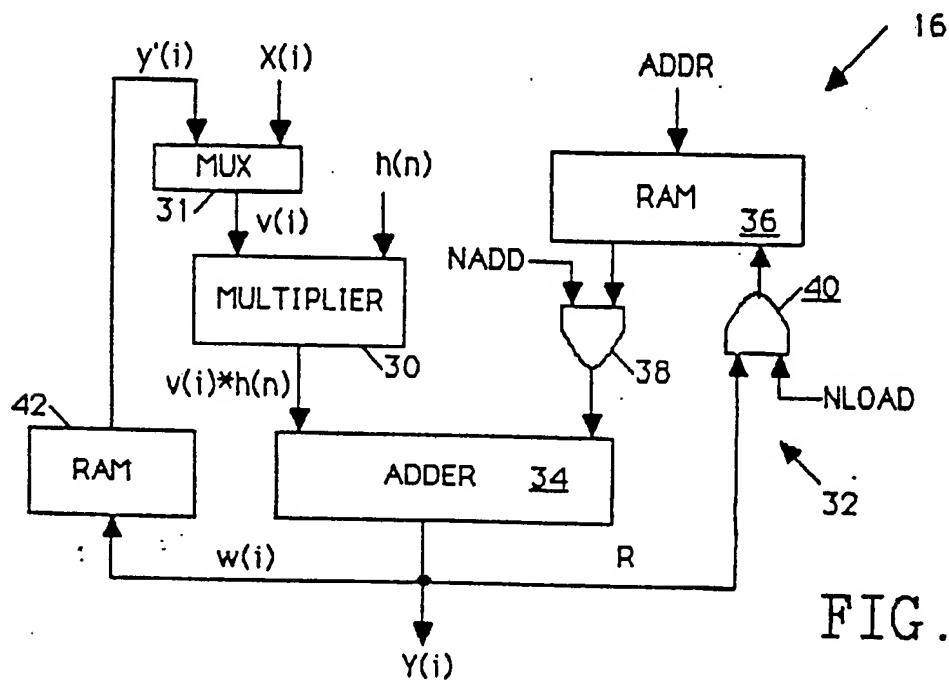 16
y'(i)
X(i)
ADDR
MUX
31
h(n)
v(i)
RAM
36
NADD
MULTIPLIER
30
40
38
v(i)*h(n)
NLOAD
42
RAM
ADDER 34
32
w(i)
R
Y(i)
FIG.